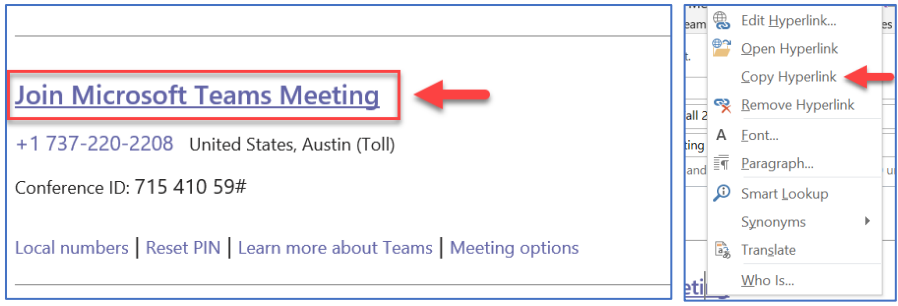 Join Microsoft Teams Meeting
+1 737-220-2208 United States, Austin (Toll)
Conference ID: 715 410 59#
Local numbers | Reset PIN | Learn more about Teams | Meeting options
Edit Hyperlink...
Open Hyperlink
Copy Hyperlink
Remove Hyperlink
Font...
Paragraph...
Smart Lookup
Synonyms
Translate
Who Is...